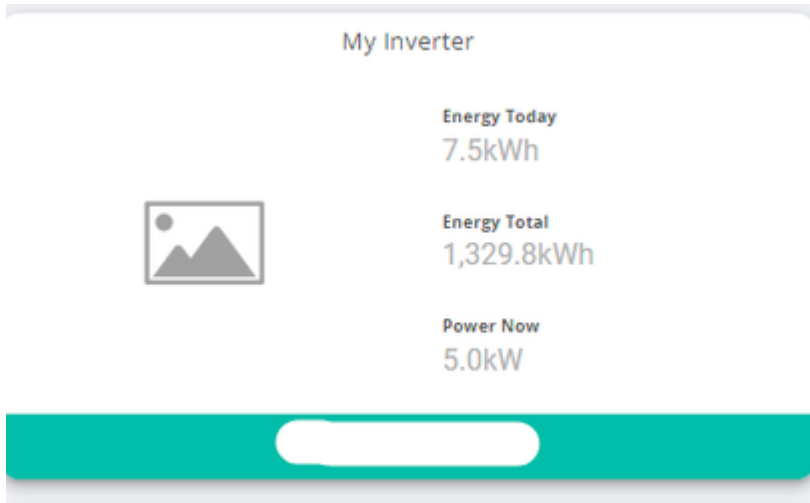 My Inverter
Energy Today
7.5kWh
Energy Total
1,329.8kWh
Power Now
5.0kW